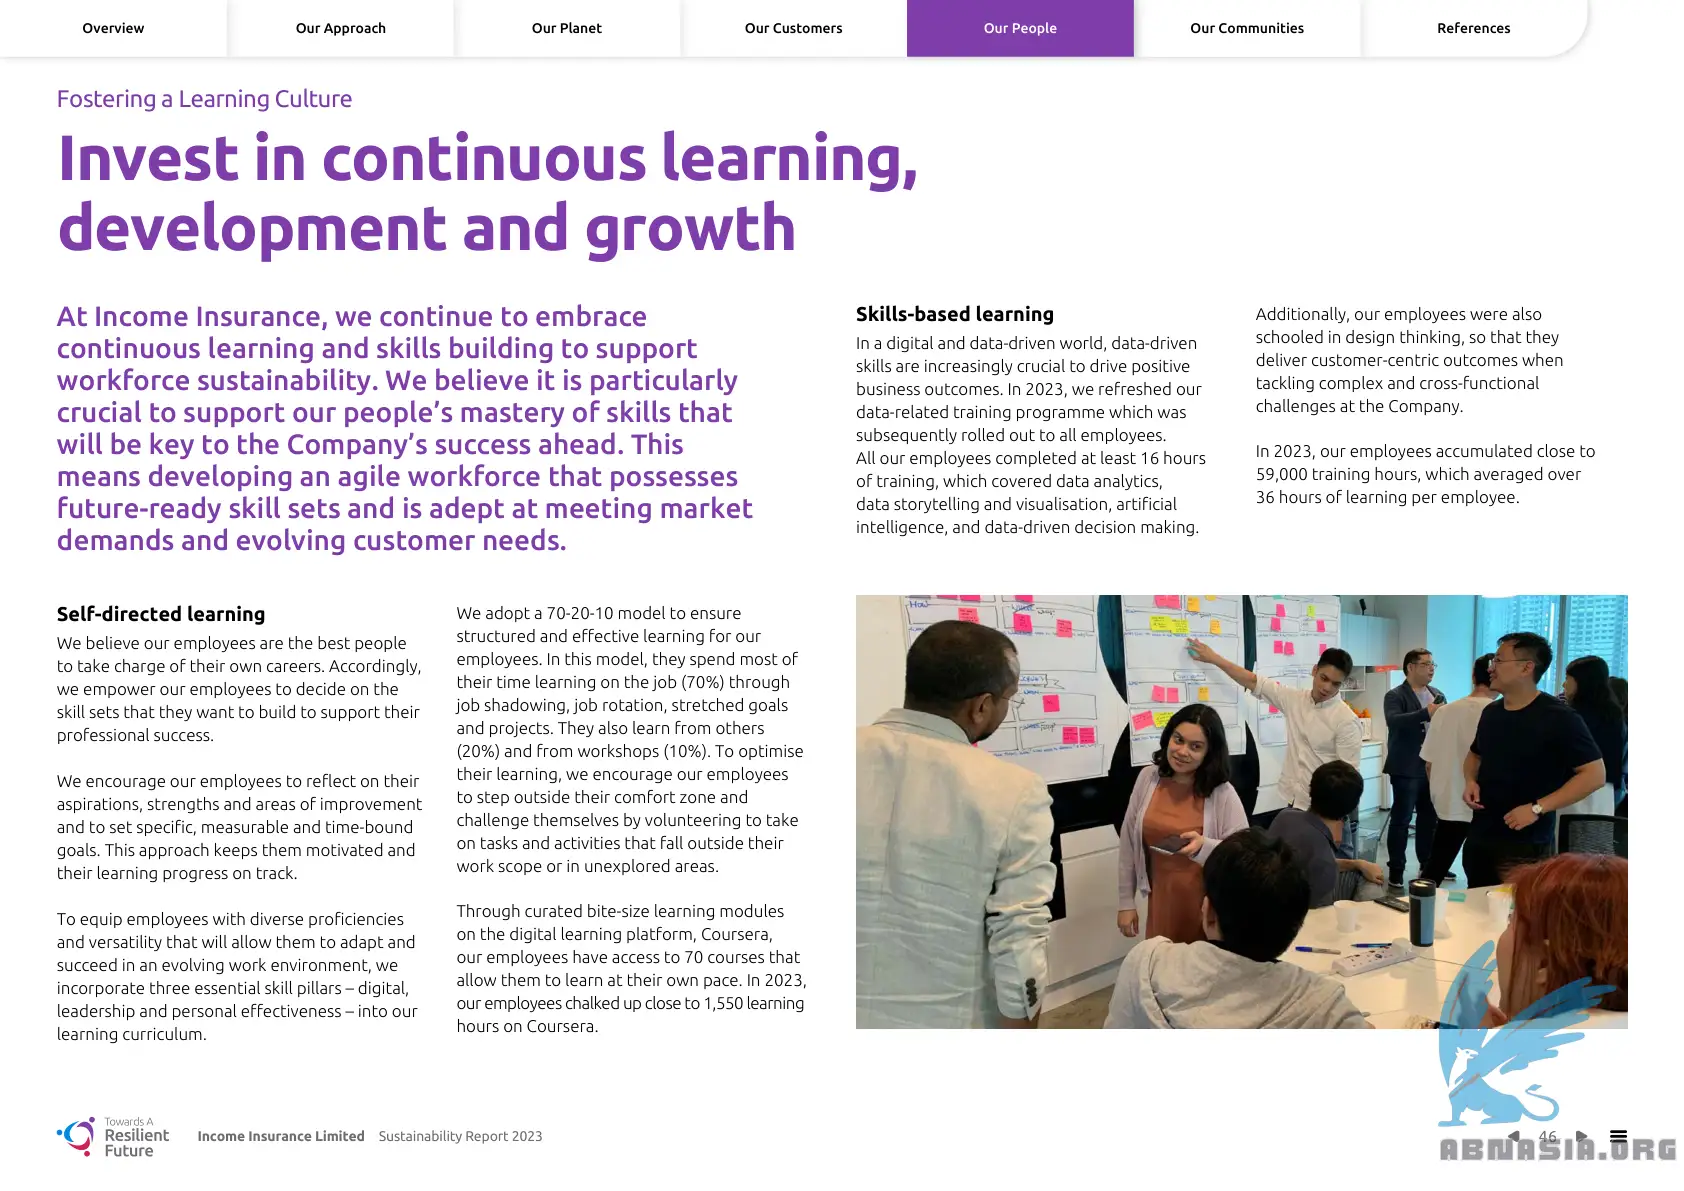 Overview
Our Approach
Our Planet
Our Customers
Our People
Our Communities
References
Fostering a Learning Culture
Invest in continuous learning,
development and growth
At Income Insurance, we continue to embrace
continuous learning and skills building to support
workforce sustainability. We believe it is particularly
crucial to support our people’s mastery of skills that
will be key to the Company’s success ahead. This
means developing an agile workforce that possesses
future-ready skill sets and is adept at meeting market
demands and evolving customer needs.
Self-directed learning
We believe our employees are the best people
to take charge of their own careers. Accordingly,
we empower our employees to decide on the
skill sets that they want to build to support their
professional success.
We encourage our employees to reflect on their
aspirations, strengths and areas of improvement
and to set specific, measurable and time-bound
goals. This approach keeps them motivated and
their learning progress on track.
To equip employees with diverse proficiencies
and versatility that will allow them to adapt and
succeed in an evolving work environment, we
incorporate three essential skill pillars – digital,
leadership and personal effectiveness – into our
learning curriculum.
We adopt a 70-20-10 model to ensure
structured and effective learning for our
employees. In this model, they spend most of
their time learning on the job (70%) through
job shadowing, job rotation, stretched goals
and projects. They also learn from others
(20%) and from workshops (10%). To optimise
their learning, we encourage our employees
to step outside their comfort zone and
challenge themselves by volunteering to take
on tasks and activities that fall outside their
work scope or in unexplored areas.
Through curated bite-size learning modules
on the digital learning platform, Coursera,
our employees have access to 70 courses that
allow them to learn at their own pace. In 2023,
our employees chalked up close to 1,550 learning
hours on Coursera.
Skills-based learning
In a digital and data-driven world, data-driven
skills are increasingly crucial to drive positive
business outcomes. In 2023, we refreshed our
data-related training programme which was
subsequently rolled out to all employees.
All our employees completed at least 16 hours
of training, which covered data analytics,
data storytelling and visualisation, artificial
intelligence, and data-driven decision making.
Additionally, our employees were also
schooled in design thinking, so that they
deliver customer-centric outcomes when
tackling complex and cross-functional
challenges at the Company.
In 2023, our employees accumulated close to
59,000 training hours, which averaged over
36 hours of learning per employee.
Towards A
Resilient
Future
Income Insurance Limited Sustainability Report 2023
46
ABNASIA.ORG